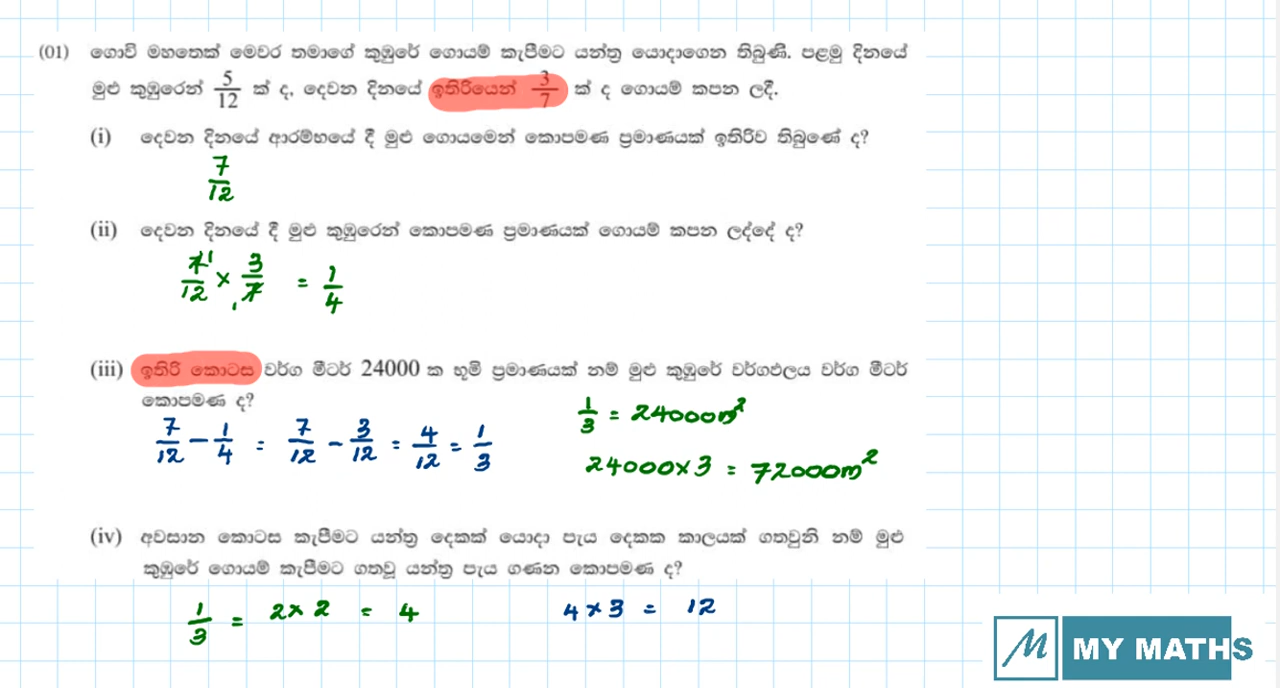 (01) ගොවි මහතෙක් මෙවර තමාගේ කුඹුරේ ගොයම් කැපීමට යන්ත්‍ර යොදාගෙන තිබුණි. පළමු දිනයේ
මුළු කුඹුරෙන් 5/12 ක් ද, දෙවන දිනයේ ඉතිරියෙන් 3/7 ක් ද ගොයම් කපන ලදී.
(i) දෙවන දිනයේ ආරම්භයේ දී මුළු ගොයමෙන් කොපමණ ප්‍රමාණයක් ඉතිරිව තිබුණේ ද?
7/12
(ii) දෙවන දිනයේ දී මුළු කුඹුරෙන් කොපමණ ප්‍රමාණයක් ගොයම් කපන ලද්දේ ද?
7 1/12 × 3/7 1 = 1/4
(iii) ඉතිරි කොටස වර්ග මීටර් 24000 ක භූමි ප්‍රමාණයක් නම් මුළු කුඹුරේ වර්ගඵලය වර්ග මීටර්
කොපමණ ද?
1/3 = 24000m²
7/12 - 1/4 = 7/12 - 3/12 = 4/12 = 1/3
24000×3 = 72000m²
(iv) අවසාන කොටස කැපීමට යන්ත්‍ර දෙකක් යොදා පැය දෙකක කාලයක් ගතවුනි නම් මුළු
කුඹුරේ ගොයම් කැපීමට ගතවූ යන්ත්‍ර පැය ගණන කොපමණ ද?
1/3 = 2×2 = 4 4×3 = 12
M MY MATHS